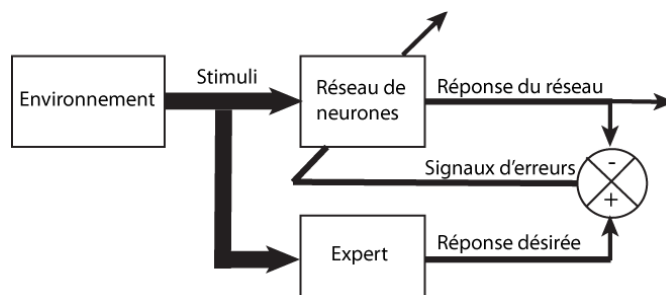 Environnement
Stimuli
Réseau de
neurones
Réponse du réseau
-
Signaux d'erreurs
+
Expert
Réponse désirée